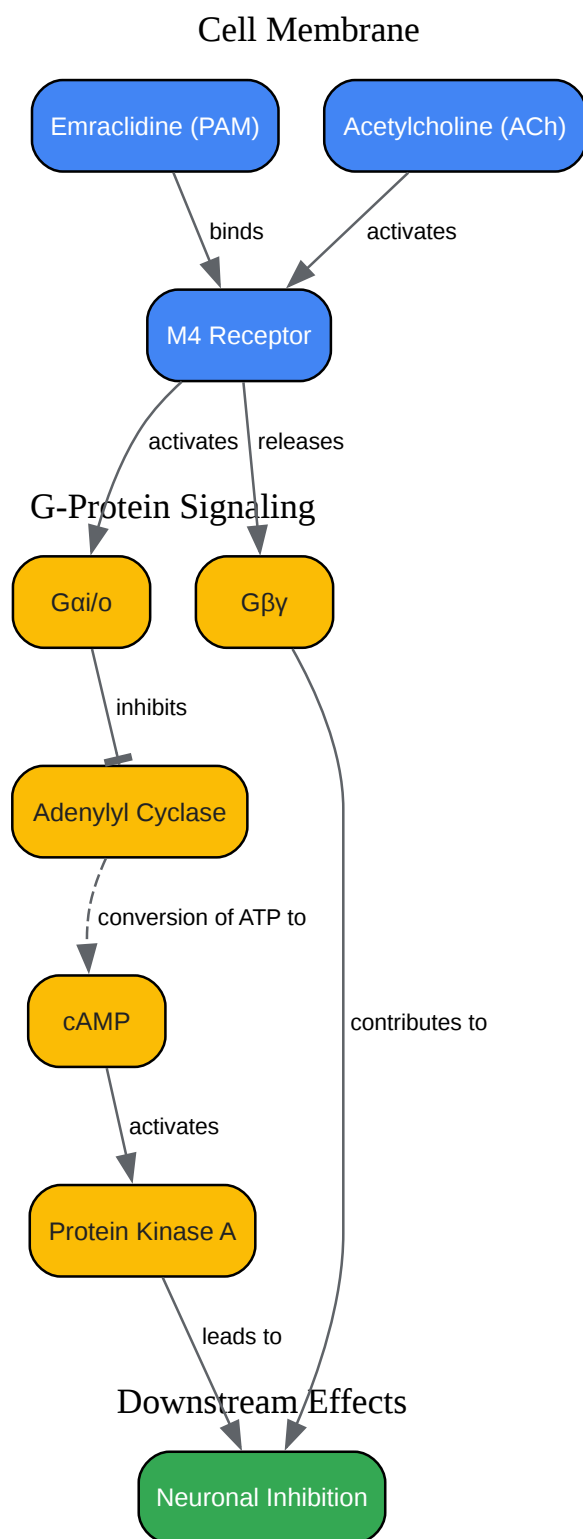 Cell Membrane
Emraclidine (PAM)
Acetylcholine (ACh)
binds
activates
M4 Receptor
activates
releases
G-Protein Signaling
Gαi/o
Gβγ
inhibits
Adenylyl Cyclase
conversion of ATP to
cAMP
contributes to
activates
Protein Kinase A
leads to
Downstream Effects
Neuronal Inhibition